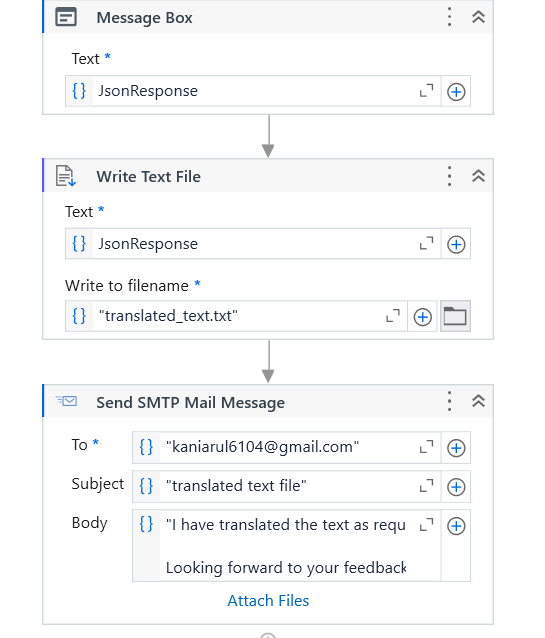 Message Box
Text *
{} JsonResponse
Write Text File
Text *
{} JsonResponse
Write to filename *
{} "translated_text.txt"
Send SMTP Mail Message
To * {} "kaniarul6104@gmail.com"
Subject {} "translated text file"
Body {} "I have translated the text as requ
Looking forward to your feedback
Attach Files